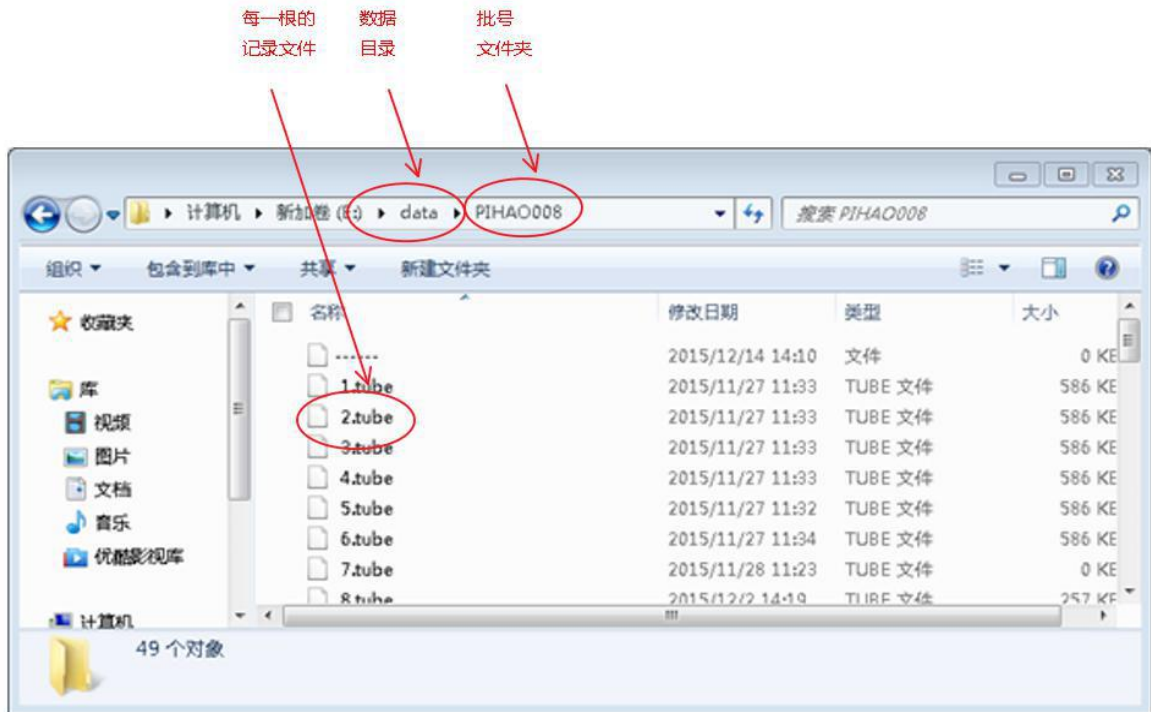 每一根的
记录文件
数据
目录
批号
文件夹
计算机 新加卷 (E:) data PIHAO008
搜索 PIHAO008
组织 包含到库中 共享 新建文件夹
收藏夹
库
视频
图片
文档
音乐
优酷影视库
计算机
名称 修改日期 类型 大小
------ 2015/12/14 14:10 文件 0 KE
1.tube 2015/11/27 11:33 TUBE 文件 586 KE
2.tube 2015/11/27 11:33 TUBE 文件 586 KE
3.tube 2015/11/27 11:33 TUBE 文件 586 KE
4.tube 2015/11/27 11:33 TUBE 文件 586 KE
5.tube 2015/11/27 11:32 TUBE 文件 586 KE
6.tube 2015/11/27 11:34 TUBE 文件 586 KE
7.tube 2015/11/28 11:23 TUBE 文件 0 KE
8.tube 2015/12/2 14:19 TUBE 文件 257 KE
49 个对象